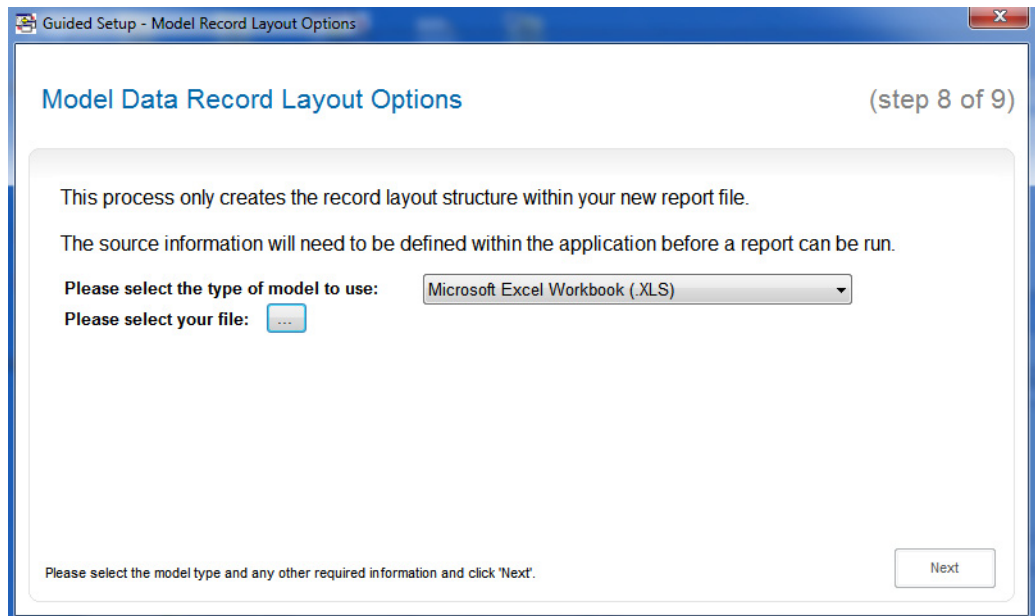 Guided Setup - Model Record Layout Options
x
Model Data Record Layout Options
(step 8 of 9)
This process only creates the record layout structure within your new report file.
The source information will need to be defined within the application before a report can be run.
Please select the type of model to use:
Microsoft Excel Workbook (.XLS)
Please select your file:
...
Please select the model type and any other required information and click 'Next'.
Next